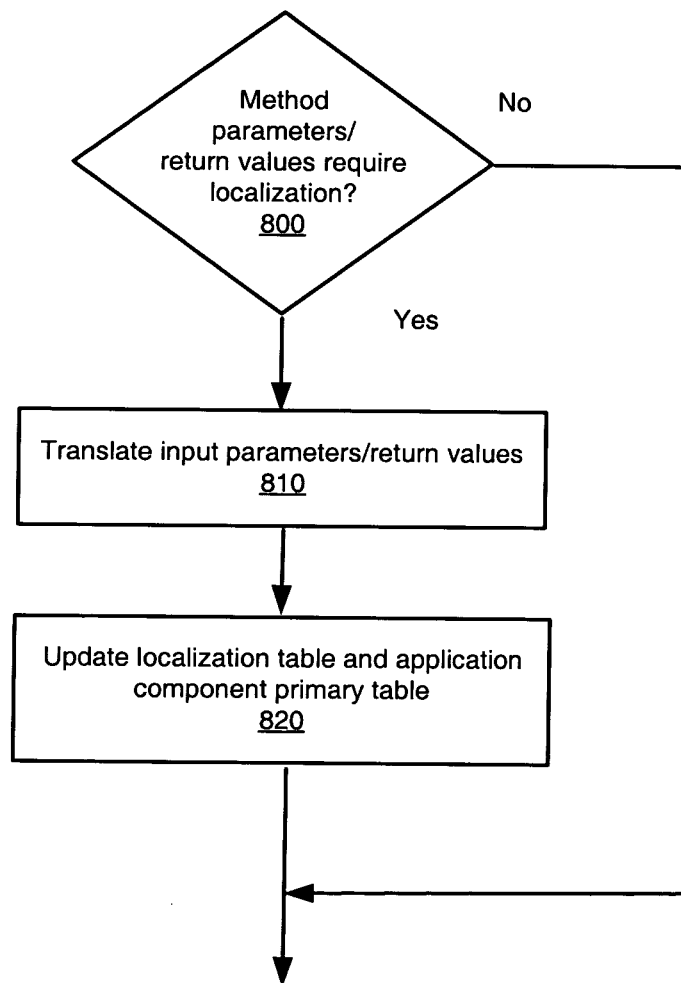 Method
parameters/
return values require
localization?
800
No
Yes
Translate input parameters/return values
810
Update localization table and application
component primary table
820